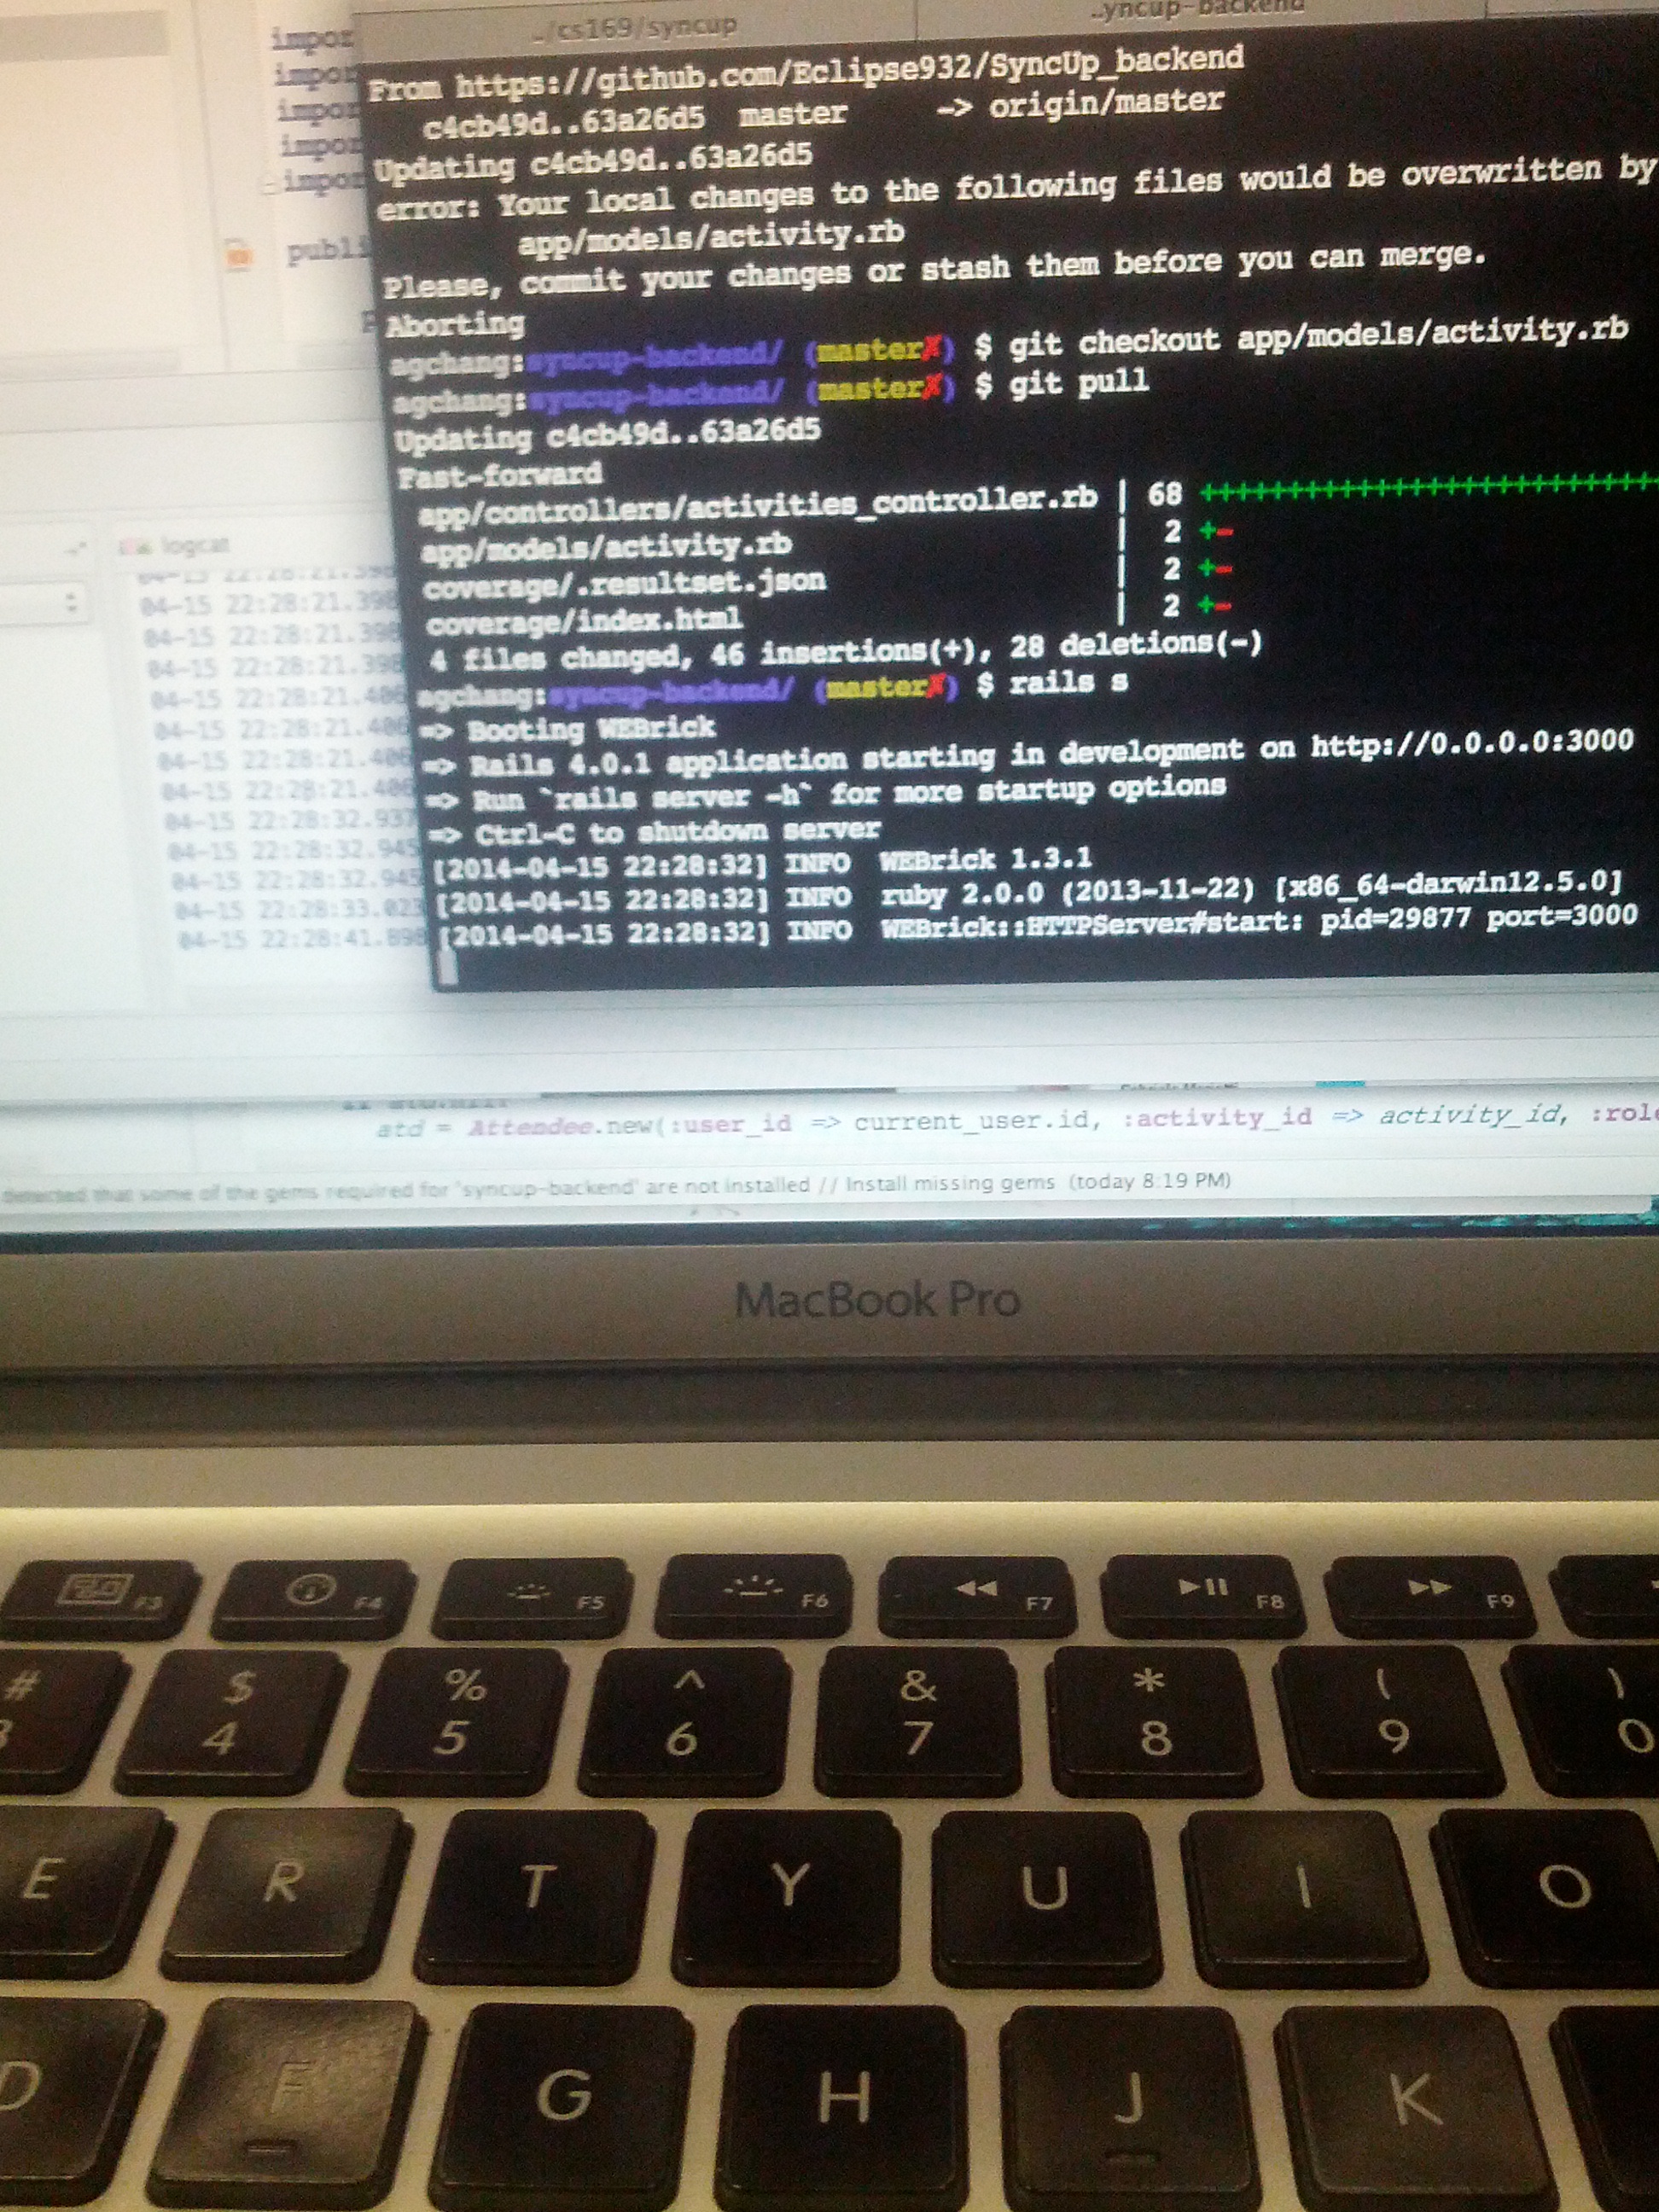 ../cs169/syncup
..yncup-backend
impor
impor
impor
impor
impor
publi
From https://github.com/Eclipse932/SyncUp_backend
c4cb49d..63a26d5 master -> origin/master
Updating c4cb49d..63a26d5
error: Your local changes to the following files would be overwritten by
app/models/activity.rb
Please, commit your changes or stash them before you can merge.
Aborting
agchang:syncup-backend/ (master✗) $ git checkout app/models/activity.rb
agchang:syncup-backend/ (master✗) $ git pull
Updating c4cb49d..63a26d5
Fast-forward
app/controllers/activities_controller.rb | 68 ++++++++++++++++++++++++++++
app/models/activity.rb | 2 +-
coverage/.resultset.json | 2 +-
coverage/index.html | 2 +-
4 files changed, 46 insertions(+), 28 deletions(-)
agchang:syncup-backend/ (master✗) $ rails s
=> Booting WEBrick
=> Rails 4.0.1 application starting in development on http://0.0.0.0:3000
=> Run `rails server -h` for more startup options
=> Ctrl-C to shutdown server
[2014-04-15 22:28:32] INFO WEBrick 1.3.1
[2014-04-15 22:28:32] INFO ruby 2.0.0 (2013-11-22) [x86_64-darwin12.5.0]
[2014-04-15 22:28:32] INFO WEBrick::HTTPServer#start: pid=29877 port=3000
logcat
04-15 22:28:21.398
04-15 22:28:21.398
04-15 22:28:21.398
04-15 22:28:21.406
04-15 22:28:21.406
04-15 22:28:21.406
04-15 22:28:21.406
04-15 22:28:32.937
04-15 22:28:32.945
04-15 22:28:32.945
04-15 22:28:33.023
04-15 22:28:41.898
atd = Attendee.new(:user_id => current_user.id, :activity_id => activity_id, :role
detected that some of the gems required for 'syncup-backend' are not installed // Install missing gems (today 8:19 PM)
MacBook Pro
F3 F4 F5 F6 F7 F8 F9
# $ % ^ & * ( )
3 4 5 6 7 8 9 0
E R T Y U I O
D F G H J K